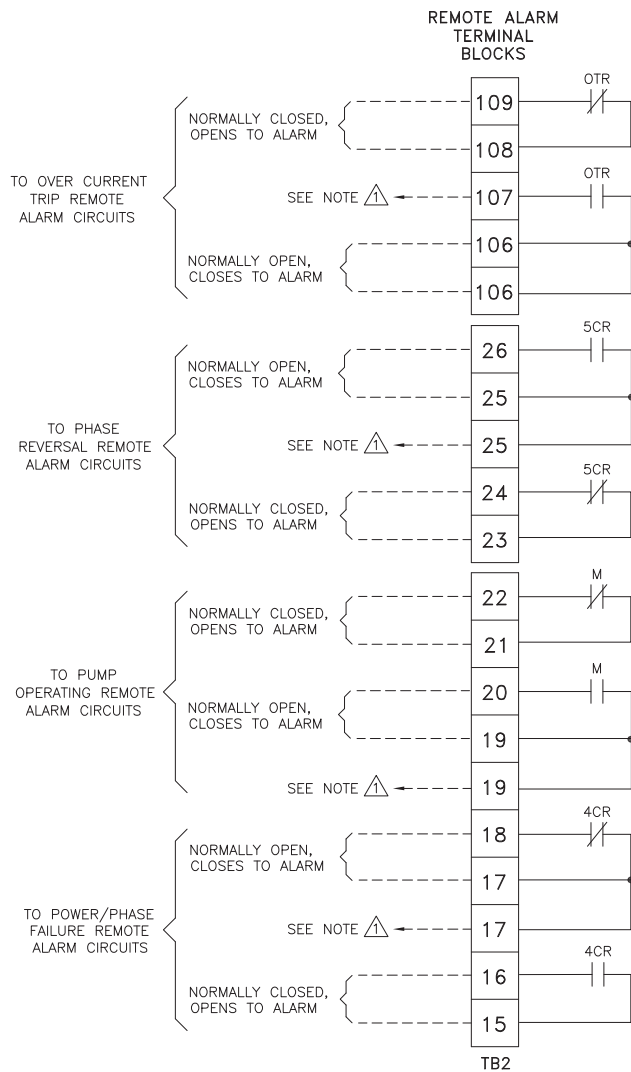 REMOTE ALARM
TERMINAL
BLOCKS
TO OVER CURRENT
TRIP REMOTE
ALARM CIRCUITS
NORMALLY CLOSED,
OPENS TO ALARM
109
OTR
108
SEE NOTE 1
107
OTR
NORMALLY OPEN,
CLOSES TO ALARM
106
106
TO PHASE
REVERSAL REMOTE
ALARM CIRCUITS
NORMALLY OPEN,
CLOSES TO ALARM
26
5CR
25
SEE NOTE 1
25
NORMALLY CLOSED,
OPENS TO ALARM
24
5CR
23
TO PUMP
OPERATING REMOTE
ALARM CIRCUITS
NORMALLY CLOSED,
OPENS TO ALARM
22
M
21
NORMALLY OPEN,
CLOSES TO ALARM
20
M
19
SEE NOTE 1
19
TO POWER/PHASE
FAILURE REMOTE
ALARM CIRCUITS
NORMALLY OPEN,
CLOSES TO ALARM
18
4CR
17
SEE NOTE 1
17
NORMALLY CLOSED,
OPENS TO ALARM
16
4CR
15
TB2